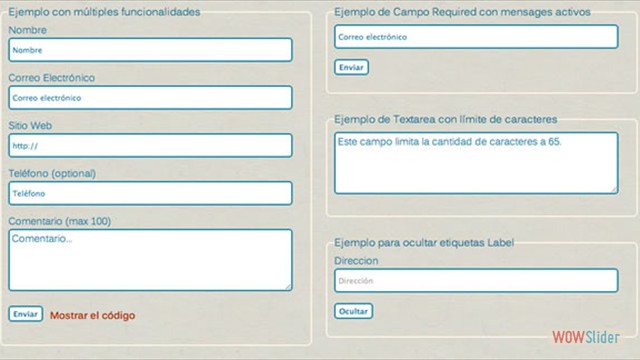 Ejemplo con múltiples funcionalidades
Nombre
Nombre
Correo Electrónico
Correo electrónico
Sitio Web
http://
Teléfono (optional)
Teléfono
Comentario (max 100)
Comentario...
Enviar Mostrar el código
Ejemplo de Campo Required con mensages activos
Correo electrónico
Enviar
Ejemplo de Textarea con límite de caracteres
Este campo limita la cantidad de caracteres a 65.
Ejemplo para ocultar etiquetas Label
Direccion
Dirección
Ocultar
WOWSlider